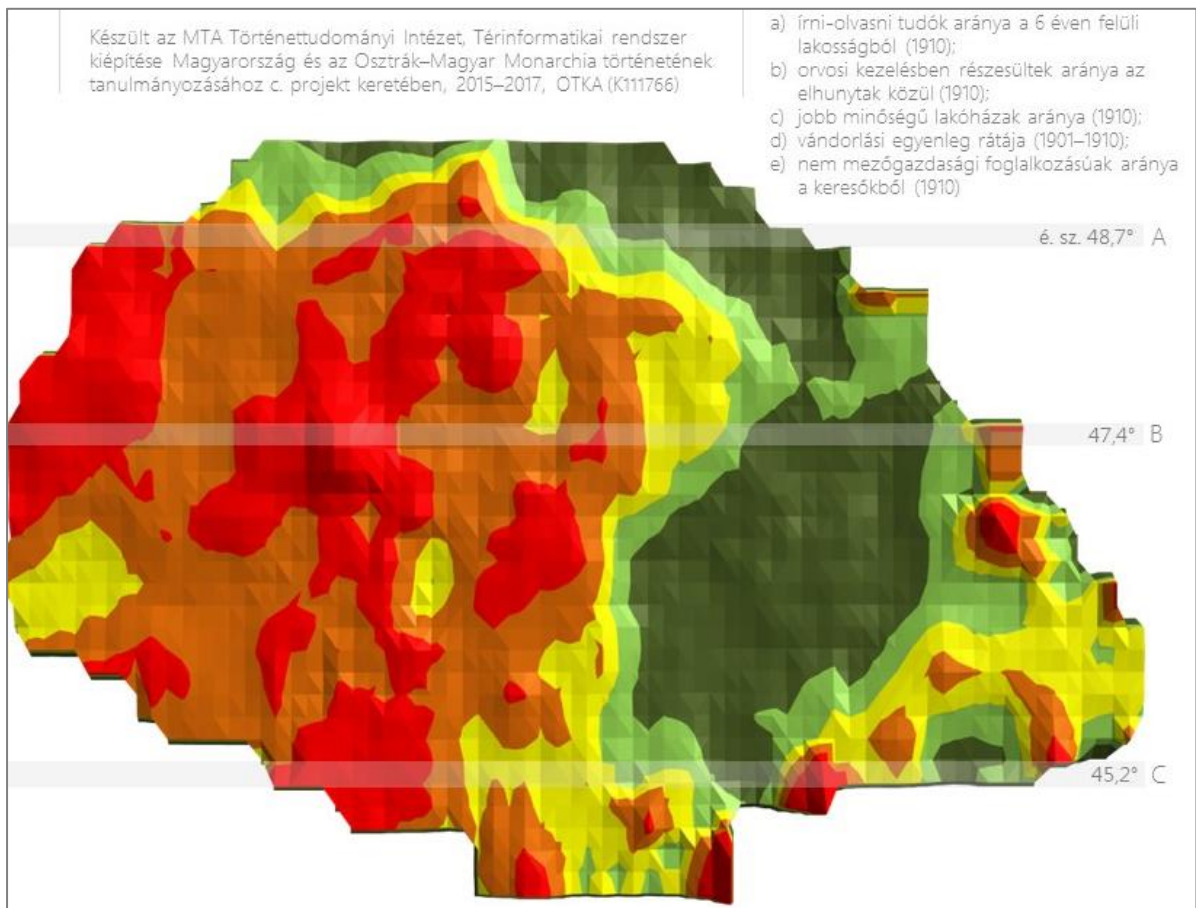 Készült az MTA Történettudományi Intézet, Térinformatikai rendszer
kiépítése Magyarország és az Osztrák–Magyar Monarchia történetének
tanulmányozásához c. projekt keretében, 2015–2017, OTKA (K111766)
a) írni-olvasni tudók aránya a 6 éven felüli
lakosságból (1910);
b) orvosi kezelésben részesültek aránya az
elhunytak közül (1910);
c) jobb minőségű lakóházak aránya (1910);
d) vándorlási egyenleg rátája (1901–1910);
e) nem mezőgazdasági foglalkozásúak aránya
a keresőkből (1910)
é. sz. 48,7° A
47,4° B
45,2° C